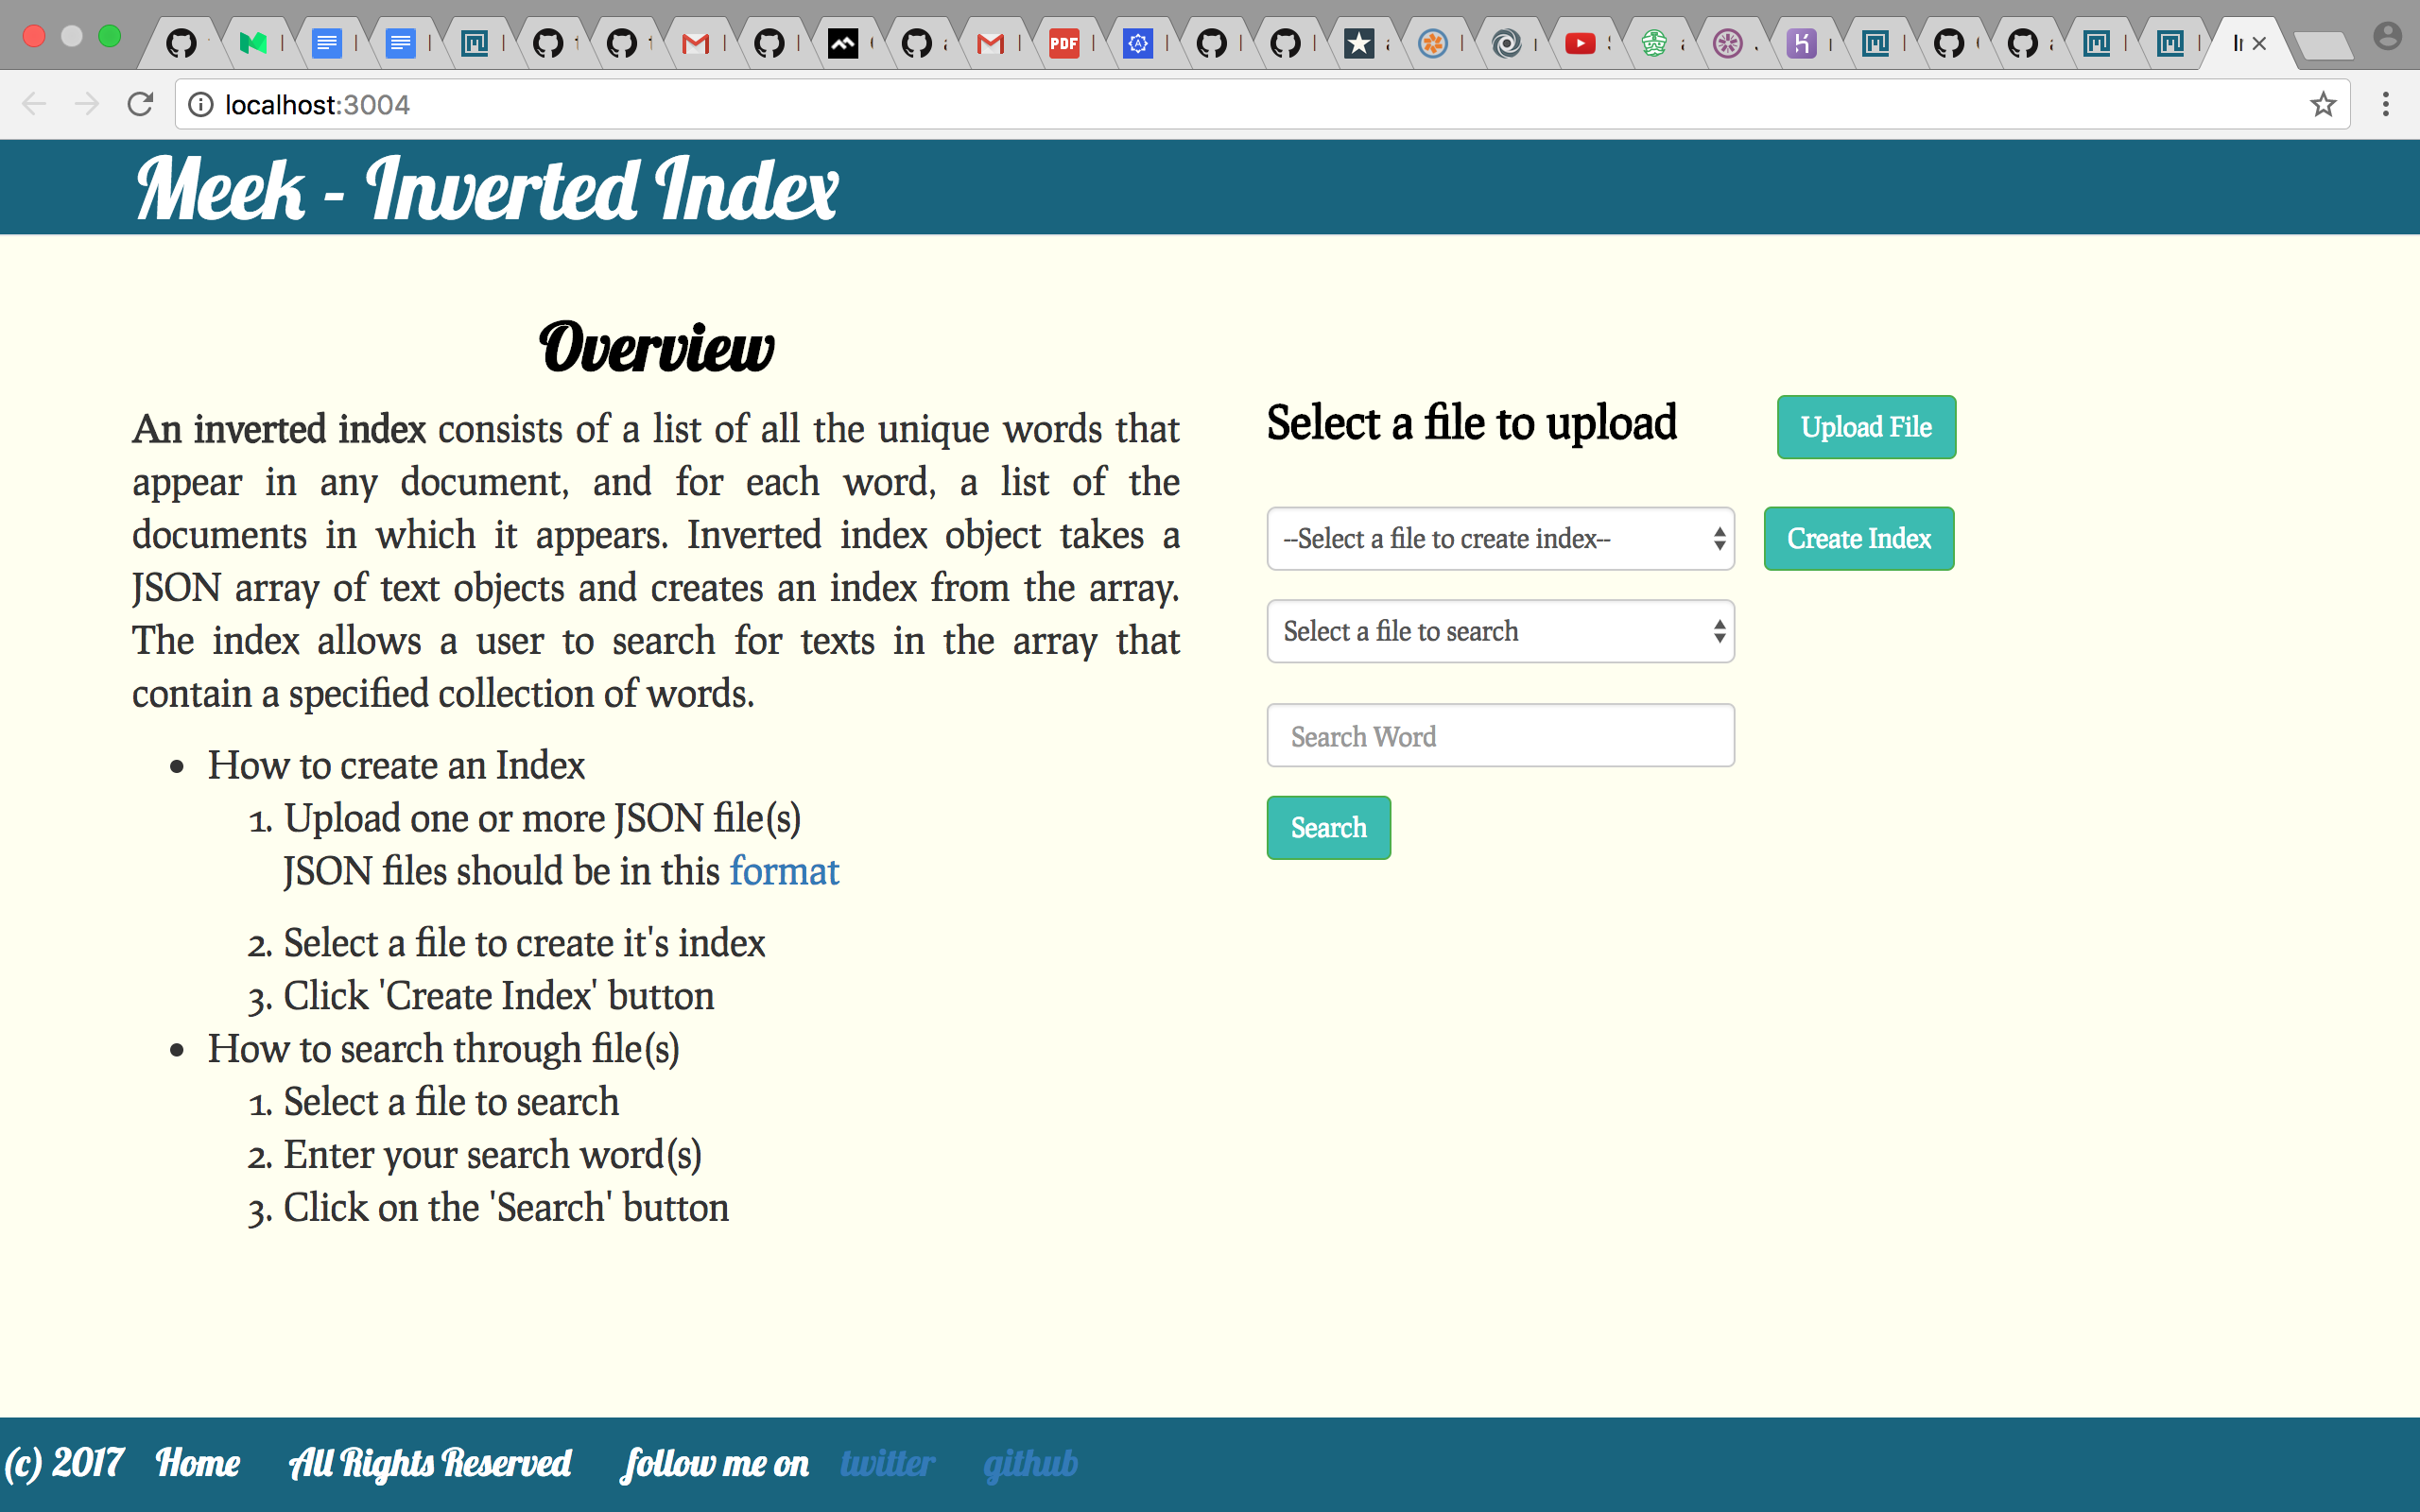 PDF
localhost:3004
Meek - Inverted Index
Overview
An inverted index consists of a list of all the unique words that
appear in any document, and for each word, a list of the
documents in which it appears. Inverted index object takes a
JSON array of text objects and creates an index from the array.
The index allows a user to search for texts in the array that
contain a specified collection of words.
• How to create an Index
1. Upload one or more JSON file(s)
JSON files should be in this format
2. Select a file to create it's index
3. Click 'Create Index' button
• How to search through file(s)
1. Select a file to search
2. Enter your search word(s)
3. Click on the 'Search' button
Select a file to upload
Upload File
--Select a file to create index--
Create Index
Select a file to search
Search Word
Search
(c) 2017 Home All Rights Reserved follow me on twitter github